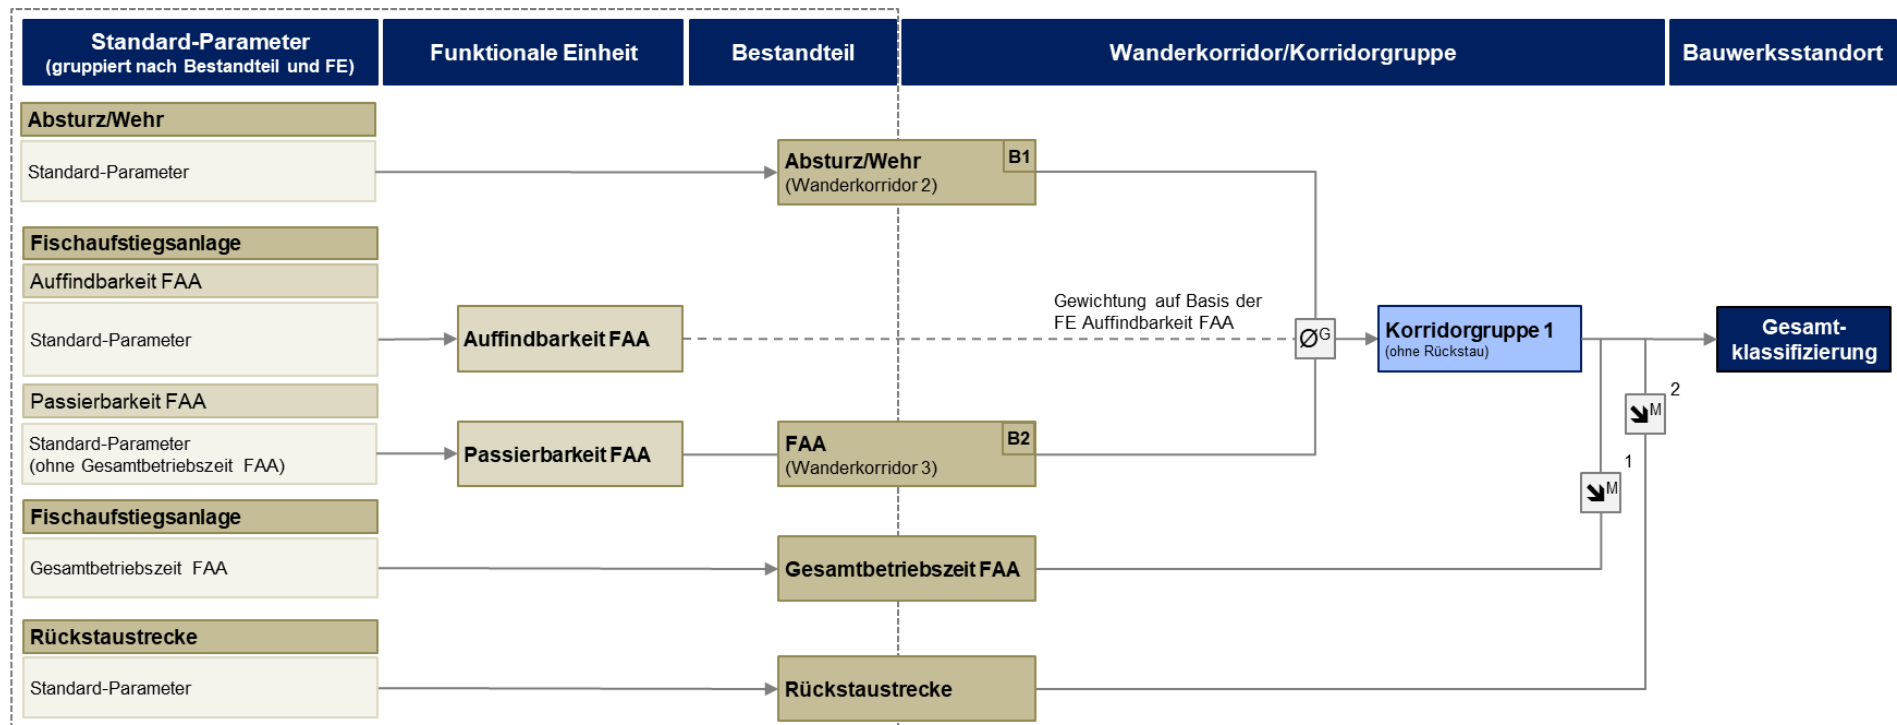 Standard-Parameter
(gruppiert nach Bestandteil und FE)
Funktionale Einheit
Bestandteil
Wanderkorridor/Korridorgruppe
Bauwerksstandort
Absturz/Wehr
Standard-Parameter
Absturz/Wehr
(Wanderkorridor 2)
B1
Fischaufstiegsanlage
Auffindbarkeit FAA
Standard-Parameter
Auffindbarkeit FAA
Gewichtung auf Basis der
FE Auffindbarkeit FAA
ØG
Korridorgruppe 1
(ohne Rückstau)
Gesamt-
klassifizierung
Passierbarkeit FAA
Standard-Parameter
(ohne Gesamtbetriebszeit FAA)
Passierbarkeit FAA
FAA
(Wanderkorridor 3)
B2
M
2
M
1
Fischaufstiegsanlage
Gesamtbetriebszeit FAA
Gesamtbetriebszeit FAA
Rückstaustrecke
Standard-Parameter
Rückstaustrecke